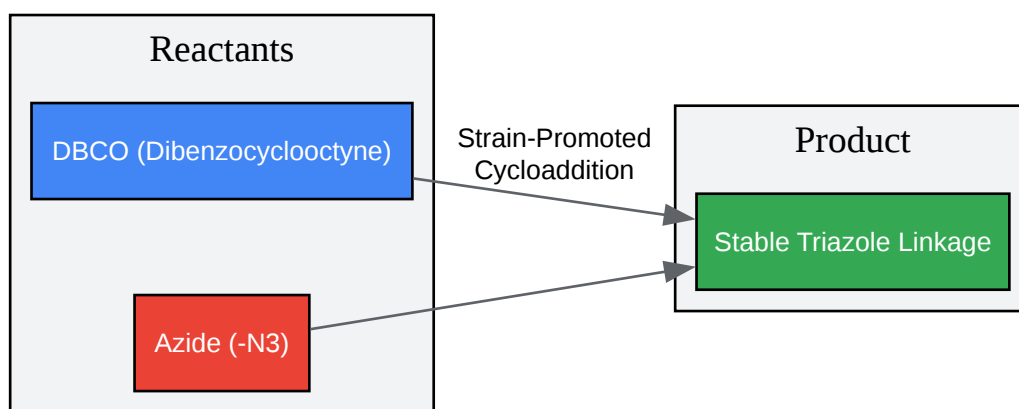 Reactants
DBCO (Dibenzocyclooctyne)
Azide (-N3)
Strain-Promoted
Cycloaddition
Product
Stable Triazole Linkage